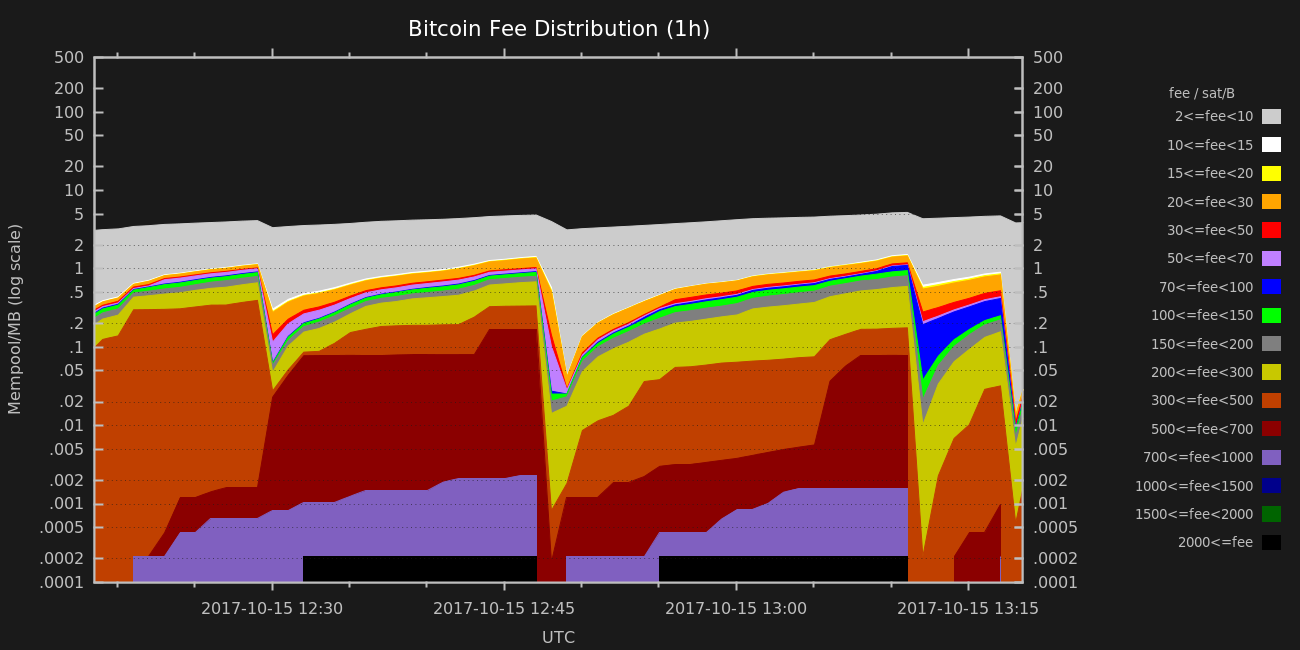 Bitcoin Fee Distribution (1h)
500 500
200 200
100 100
50 50
20 20
10 10
5 5
2 2
1 1
.5 .5
.2 .2
.1 .1
.05 .05
.02 .02
.01 .01
.005 .005
.002 .002
.001 .001
.0005 .0005
.0002 .0002
.0001 .0001
Mempool/MB (log scale)
2017-10-15 12:30 2017-10-15 12:45 2017-10-15 13:00 2017-10-15 13:15
UTC
fee / sat/B
2<=fee<10
10<=fee<15
15<=fee<20
20<=fee<30
30<=fee<50
50<=fee<70
70<=fee<100
100<=fee<150
150<=fee<200
200<=fee<300
300<=fee<500
500<=fee<700
700<=fee<1000
1000<=fee<1500
1500<=fee<2000
2000<=fee